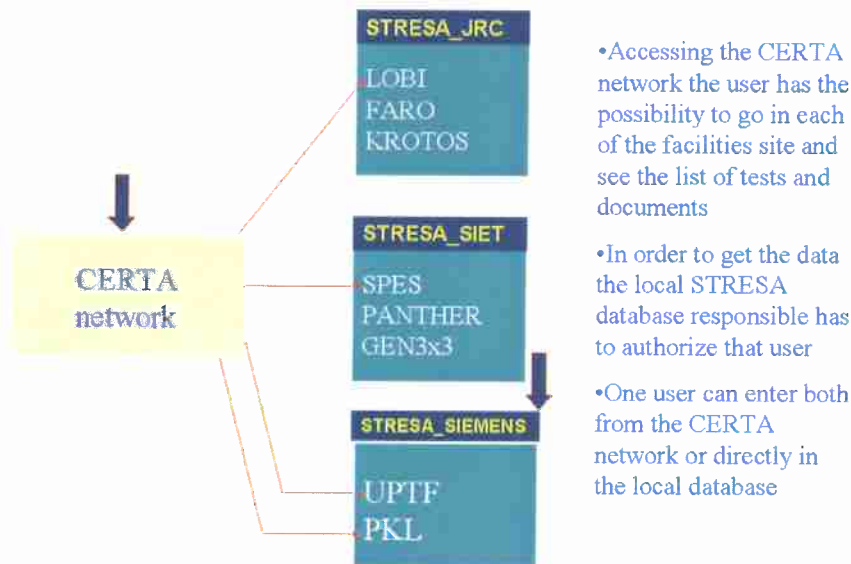 STRESA_JRC
LOBI
FARO
KROTOS
CERTA
network
STRESA_SIET
SPES
PANTHER
GEN3x3
STRESA_SIEMENS
UPTF
PKL
•Accessing the CERTA
network the user has the
possibility to go in each
of the facilities site and
see the list of tests and
documents
•In order to get the data
the local STRESA
database responsible has
to authorize that user
•One user can enter both
from the CERTA
network or directly in
the local database